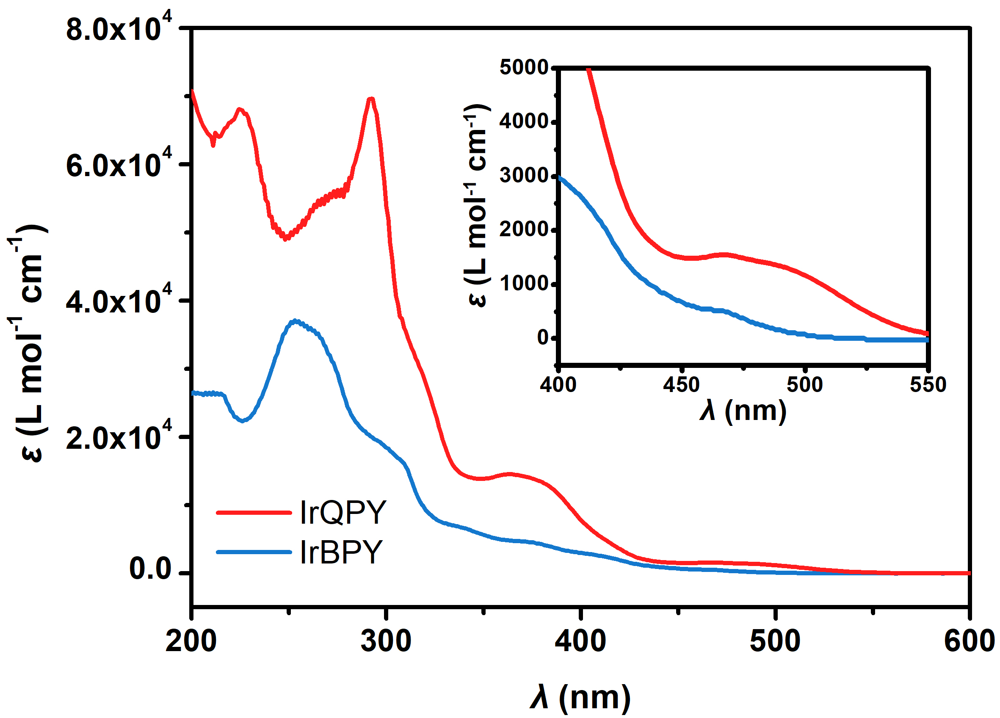 8.0x10⁴
6.0x10⁴
4.0x10⁴
2.0x10⁴
0.0
ε (L mol⁻¹ cm⁻¹)
200 300 400 500 600
λ (nm)
IrQPY
IrBPY
5000
4000
3000
2000
1000
0
ε (L mol⁻¹ cm⁻¹)
400 450 500 550
λ (nm)